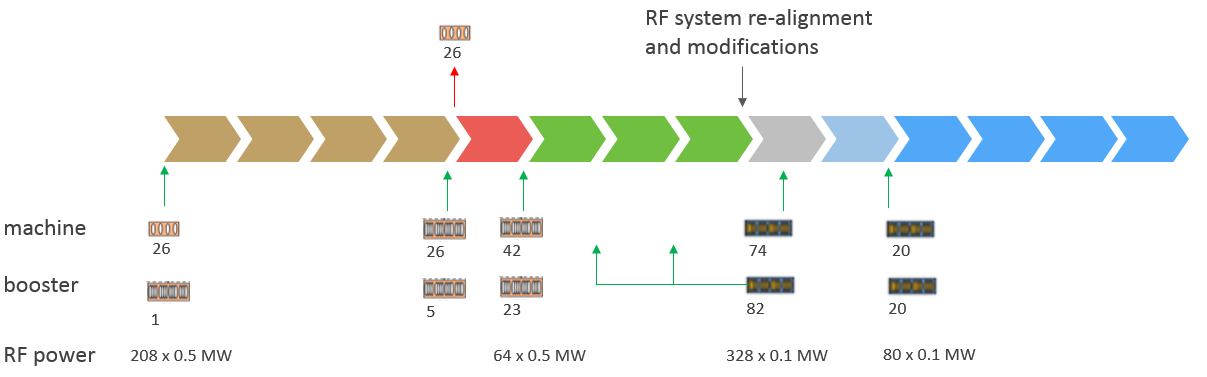 RF system re-alignment
and modifications
26
machine
26
26
42
74
20
booster
1
5
23
82
20
RF power
208 x 0.5 MW
64 x 0.5 MW
328 x 0.1 MW
80 x 0.1 MW